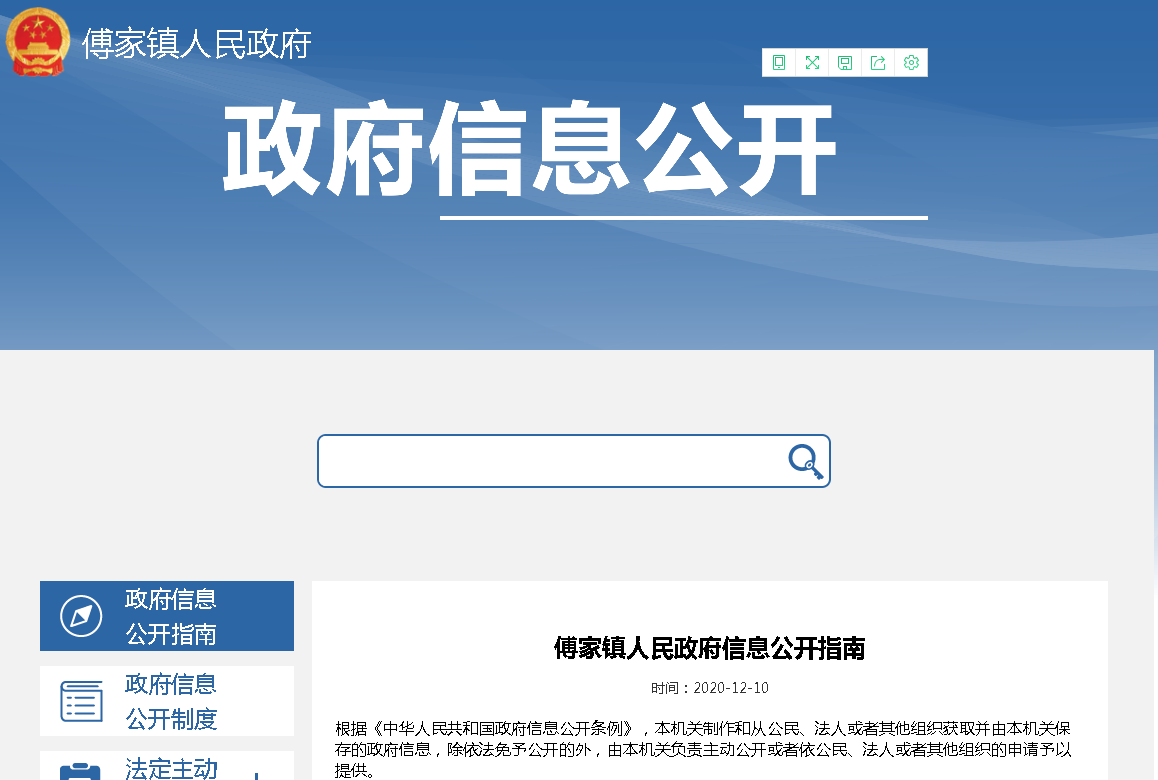 傅家镇人民政府
政府信息公开
政府信息
公开指南
政府信息
公开制度
法定主动
傅家镇人民政府信息公开指南
时间：2020-12-10
根据《中华人民共和国政府信息公开条例》，本机关制作和从公民、法人或者其他组织获取并由本机关保
存的政府信息，除依法免予公开的外，由本机关负责主动公开或者依公民、法人或者其他组织的申请予以
提供。